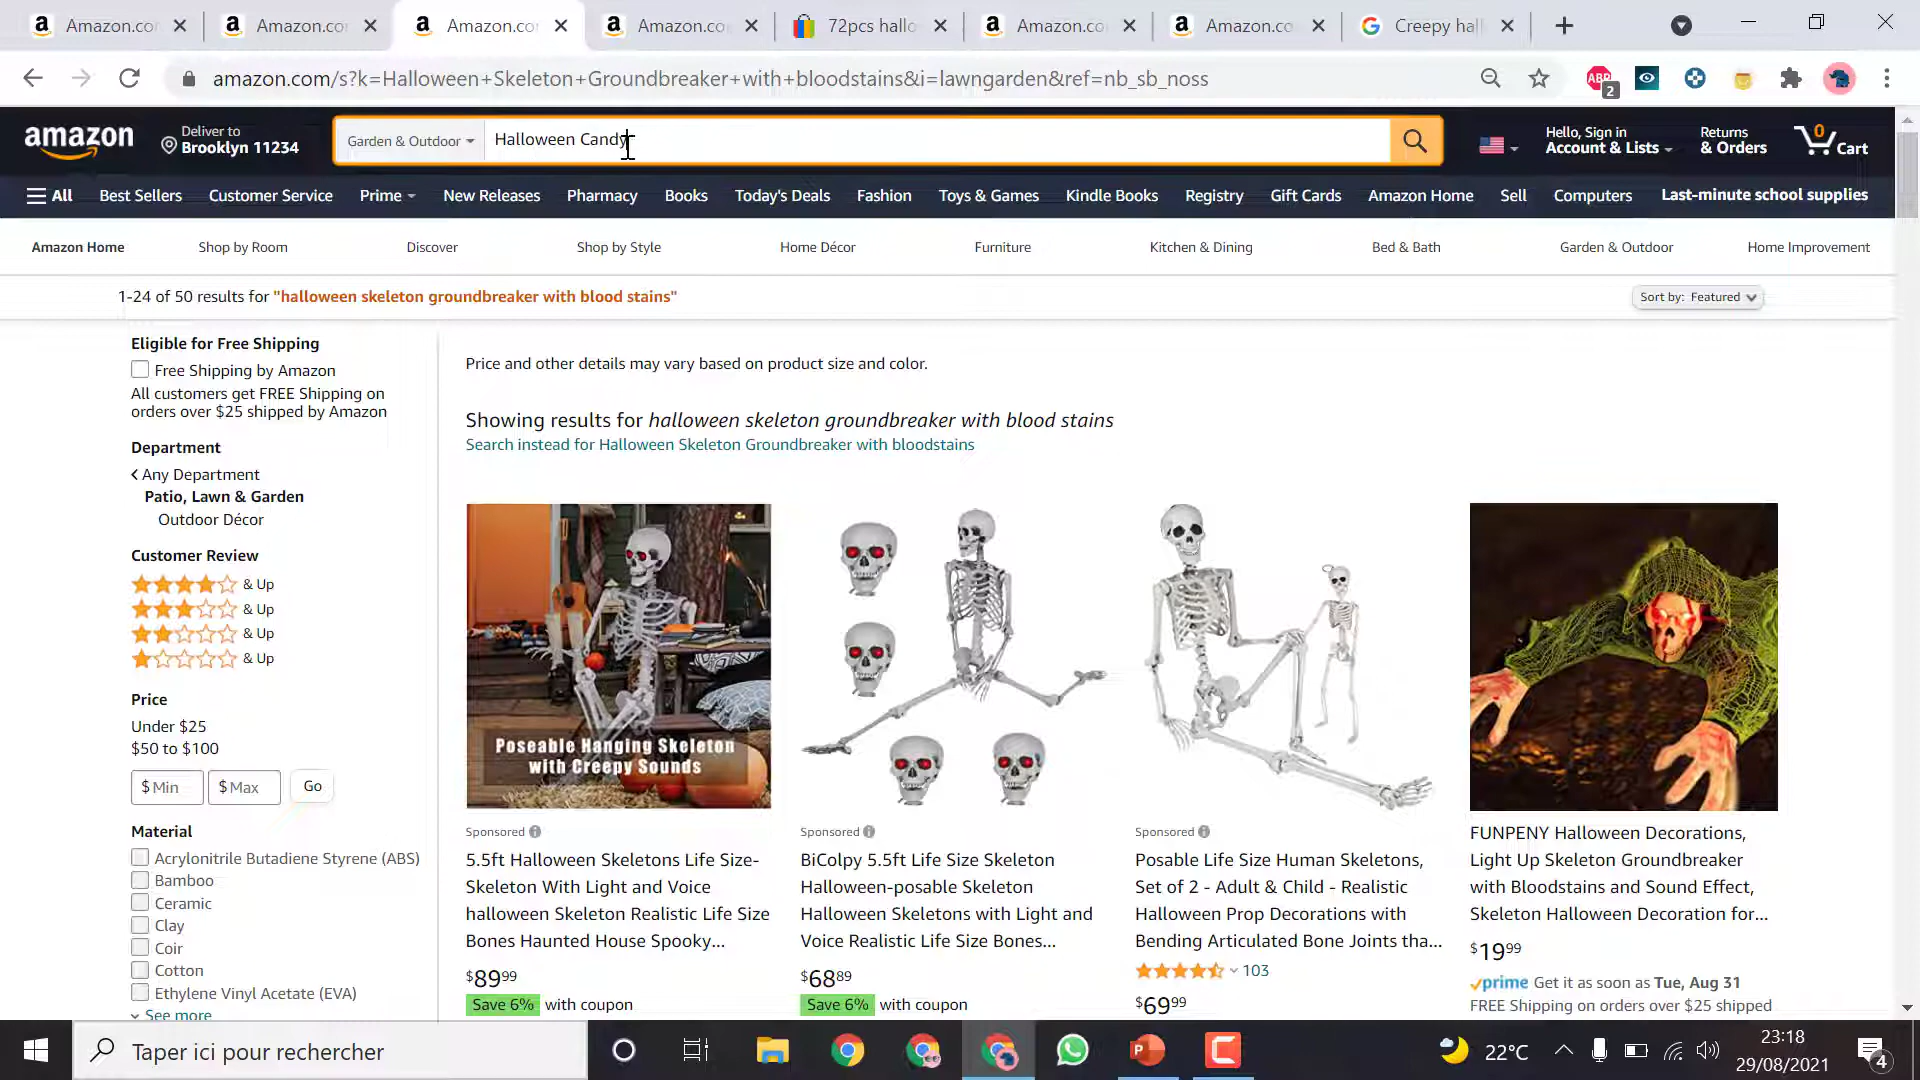 Amazon.co
Amazon.co
Amazon.co
Amazon.co
72pcs hallo
Amazon.co
Amazon.co
Creepy hal
amazon.com/s?k=Halloween+Skeleton+Groundbreaker+with+bloodstains&i=lawngarden&ref=nb_sb_noss
ABP
2
amazon
Deliver to
Brooklyn 11234
Garden & Outdoor
Halloween Candy
Hello, Sign in
Account & Lists
Returns
& Orders
0
Cart
All
Best Sellers
Customer Service
Prime
New Releases
Pharmacy
Books
Today's Deals
Fashion
Toys & Games
Kindle Books
Registry
Gift Cards
Amazon Home
Sell
Computers
Last-minute school supplies
Amazon Home
Shop by Room
Discover
Shop by Style
Home Décor
Furniture
Kitchen & Dining
Bed & Bath
Garden & Outdoor
Home Improvement
1-24 of 50 results for "halloween skeleton groundbreaker with blood stains"
Sort by: Featured
Eligible for Free Shipping
Free Shipping by Amazon
All customers get FREE Shipping on
orders over $25 shipped by Amazon
Department
Any Department
Patio, Lawn & Garden
Outdoor Décor
Customer Review
& Up
& Up
& Up
& Up
Price
Under $25
$50 to $100
$ Min
$ Max
Go
Material
Acrylonitrile Butadiene Styrene (ABS)
Bamboo
Ceramic
Clay
Coir
Cotton
Ethylene Vinyl Acetate (EVA)
See more
Price and other details may vary based on product size and color.
Showing results for halloween skeleton groundbreaker with blood stains
Search instead for Halloween Skeleton Groundbreaker with bloodstains
Poseable Hanging Skeleton
with Creepy Sounds
Sponsored
5.5ft Halloween Skeletons Life Size-
Skeleton With Light and Voice
halloween Skeleton Realistic Life Size
Bones Haunted House Spooky...
$89 99
Save 6% with coupon
Sponsored
BiColpy 5.5ft Life Size Skeleton
Halloween-posable Skeleton
Halloween Skeletons with Light and
Voice Realistic Life Size Bones...
$68 89
Save 6% with coupon
Sponsored
Posable Life Size Human Skeletons,
Set of 2 - Adult & Child - Realistic
Halloween Prop Decorations with
Bending Articulated Bone Joints tha...
103
$69 99
FUNPENY Halloween Decorations,
Light Up Skeleton Groundbreaker
with Bloodstains and Sound Effect,
Skeleton Halloween Decoration for...
$19 99
prime Get it as soon as Tue, Aug 31
FREE Shipping on orders over $25 shipped
Taper ici pour rechercher
22°C
23:18
29/08/2021
4